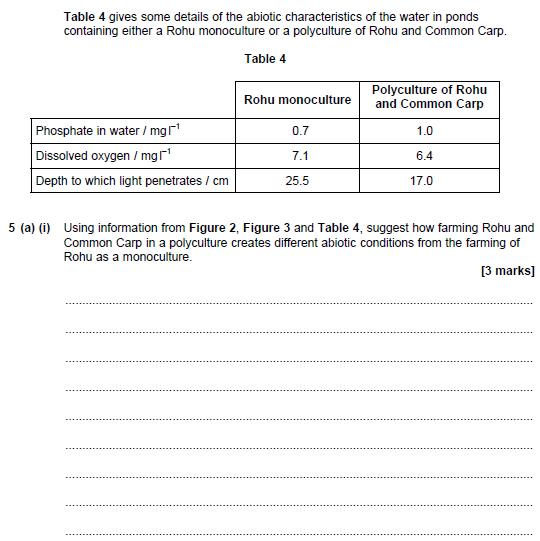 Table 4 gives some details of the abiotic characteristics of the water in ponds
containing either a Rohu monoculture or a polyculture of Rohu and Common Carp.
Table 4
Rohu monoculture
Polyculture of Rohu
and Common Carp
Phosphate in water / mg l⁻¹
0.7
1.0
Dissolved oxygen / mg l⁻¹
7.1
6.4
Depth to which light penetrates / cm
25.5
17.0
5 (a) (i) Using information from Figure 2, Figure 3 and Table 4, suggest how farming Rohu and
Common Carp in a polyculture creates different abiotic conditions from the farming of
Rohu as a monoculture.
[3 marks]